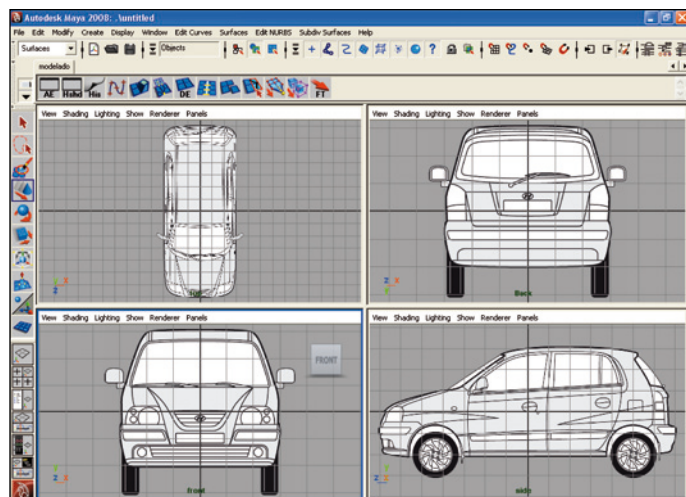 Autodesk Maya 2008: .\untitled
File Edit Modify Create Display Window Edit Curves Surfaces Edit NURBS Subdiv Surfaces Help
Surfaces Objects
modelado
AE Hshd His DE FT
View Shading Lighting Show Renderer Panels
View Shading Lighting Show Renderer Panels
Back
View Shading Lighting Show Renderer Panels
View Shading Lighting Show Renderer Panels
FRONT
front
side